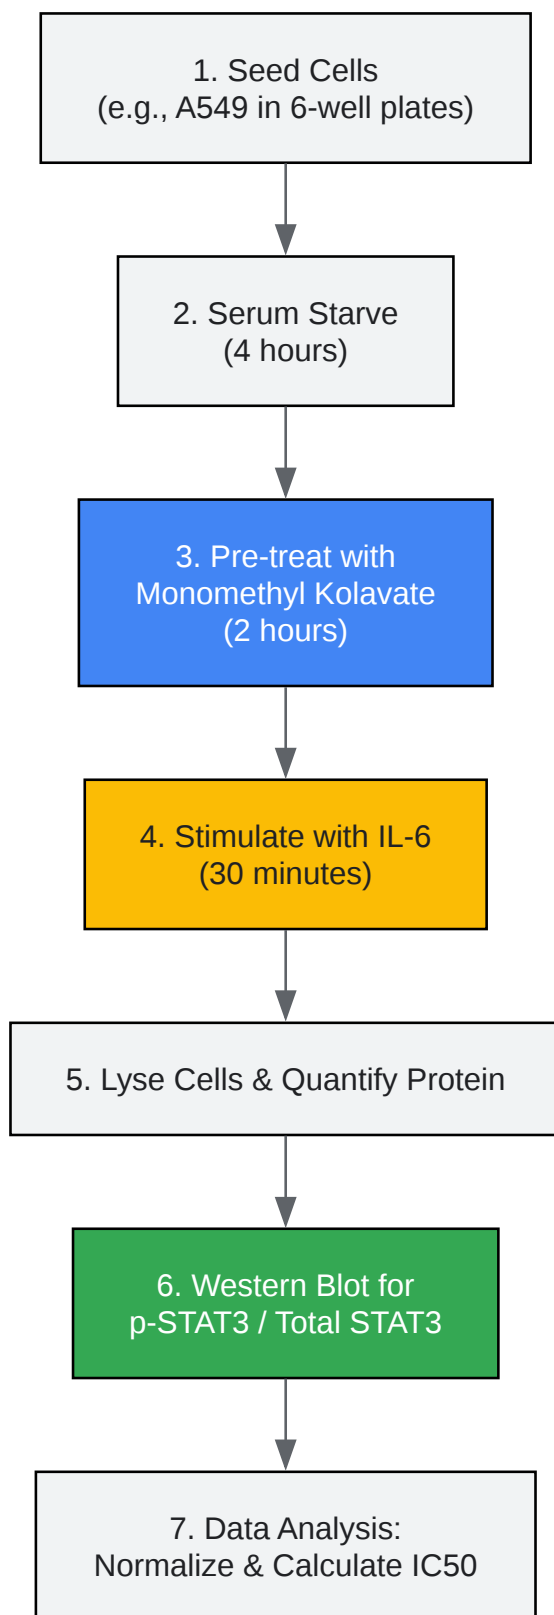 1. Seed Cells
(e.g., A549 in 6-well plates)
2. Serum Starve
(4 hours)
3. Pre-treat with
Monomethyl Kolavate
(2 hours)
4. Stimulate with IL-6
(30 minutes)
5. Lyse Cells & Quantify Protein
6. Western Blot for
p-STAT3 / Total STAT3
7. Data Analysis:
Normalize & Calculate IC50